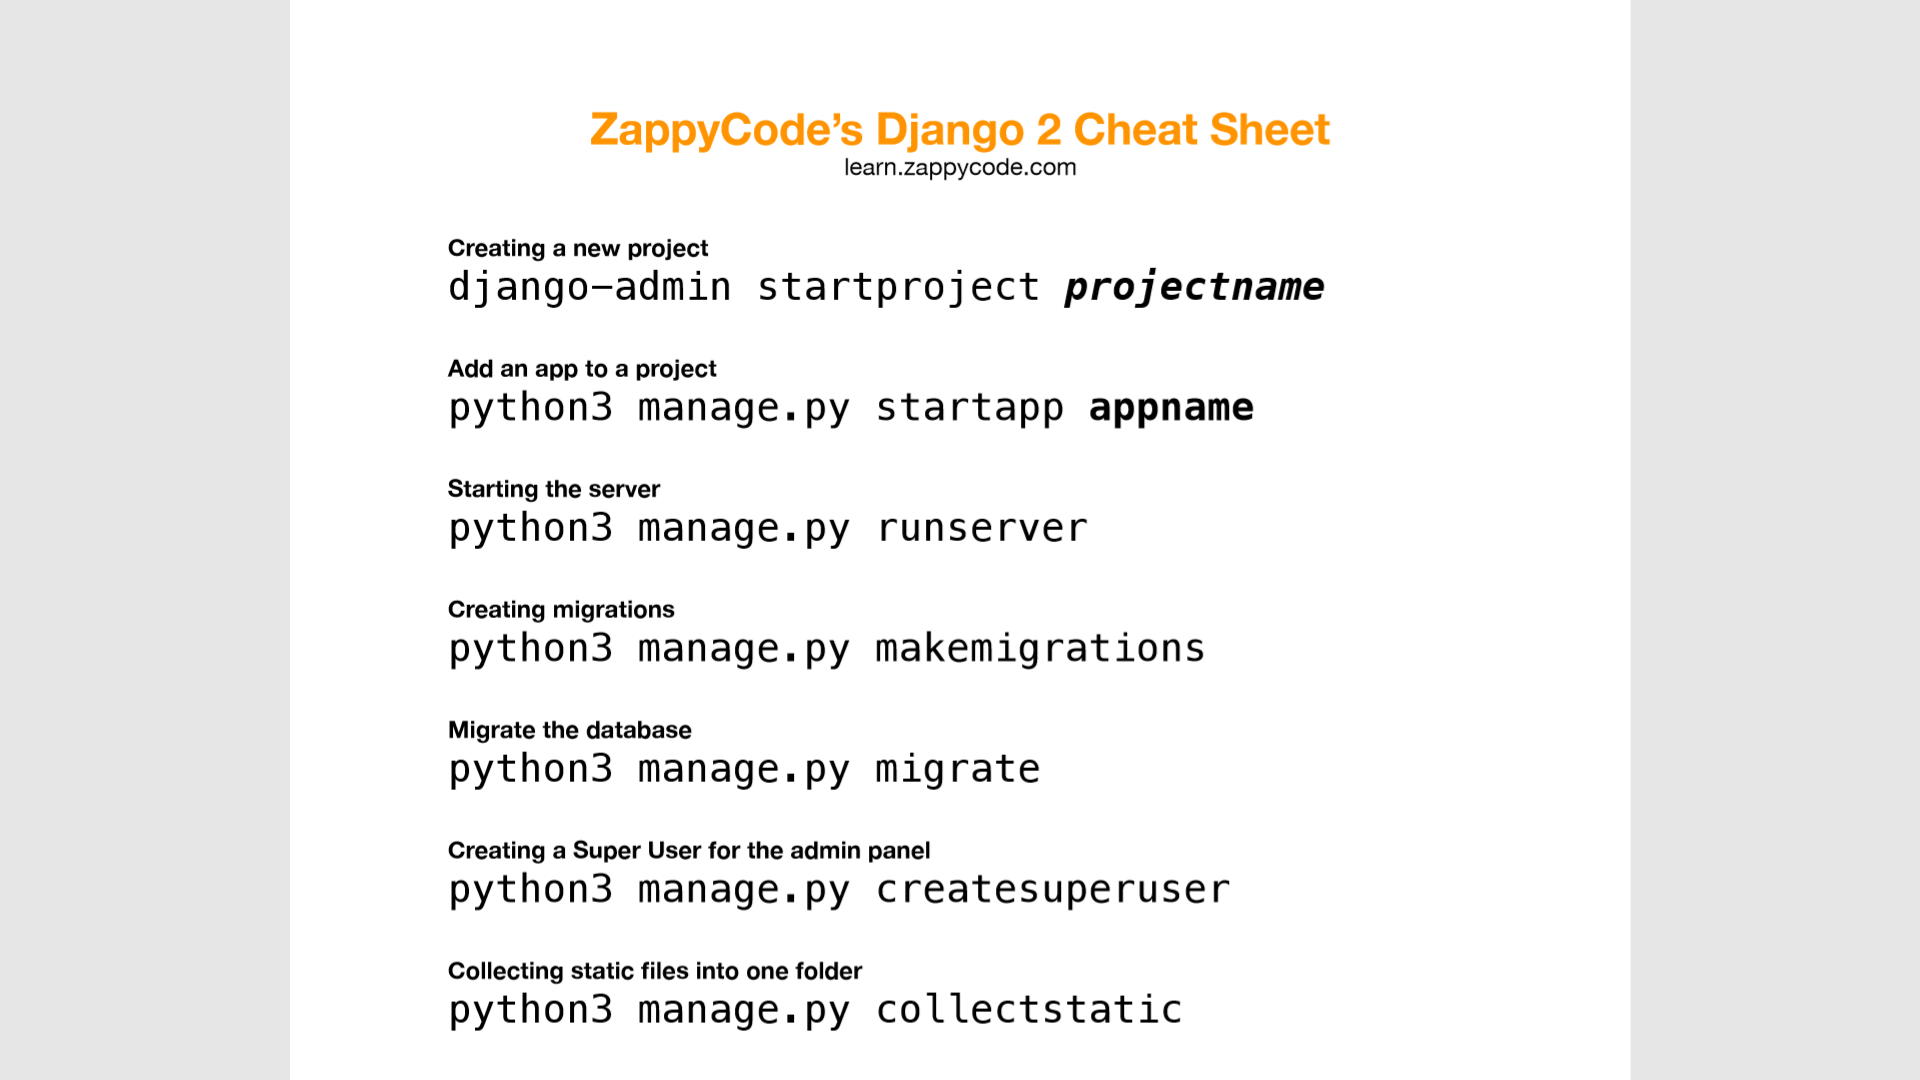 ZappyCode’s Django 2 Cheat Sheet
learn.zappycode.com
Creating a new project
django-admin startproject projectname
Add an app to a project
python3 manage.py startapp appname
Starting the server
python3 manage.py runserver
Creating migrations
python3 manage.py makemigrations
Migrate the database
python3 manage.py migrate
Creating a Super User for the admin panel
python3 manage.py createsuperuser
Collecting static files into one folder
python3 manage.py collectstatic